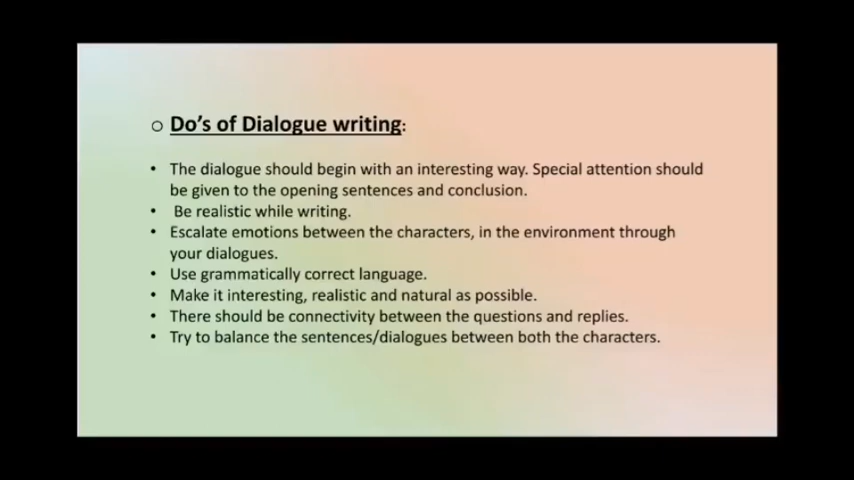 o Do's of Dialogue writing:
• The dialogue should begin with an interesting way. Special attention should
be given to the opening sentences and conclusion.
• Be realistic while writing.
• Escalate emotions between the characters, in the environment through
your dialogues.
• Use grammatically correct language.
• Make it interesting, realistic and natural as possible.
• There should be connectivity between the questions and replies.
• Try to balance the sentences/dialogues between both the characters.